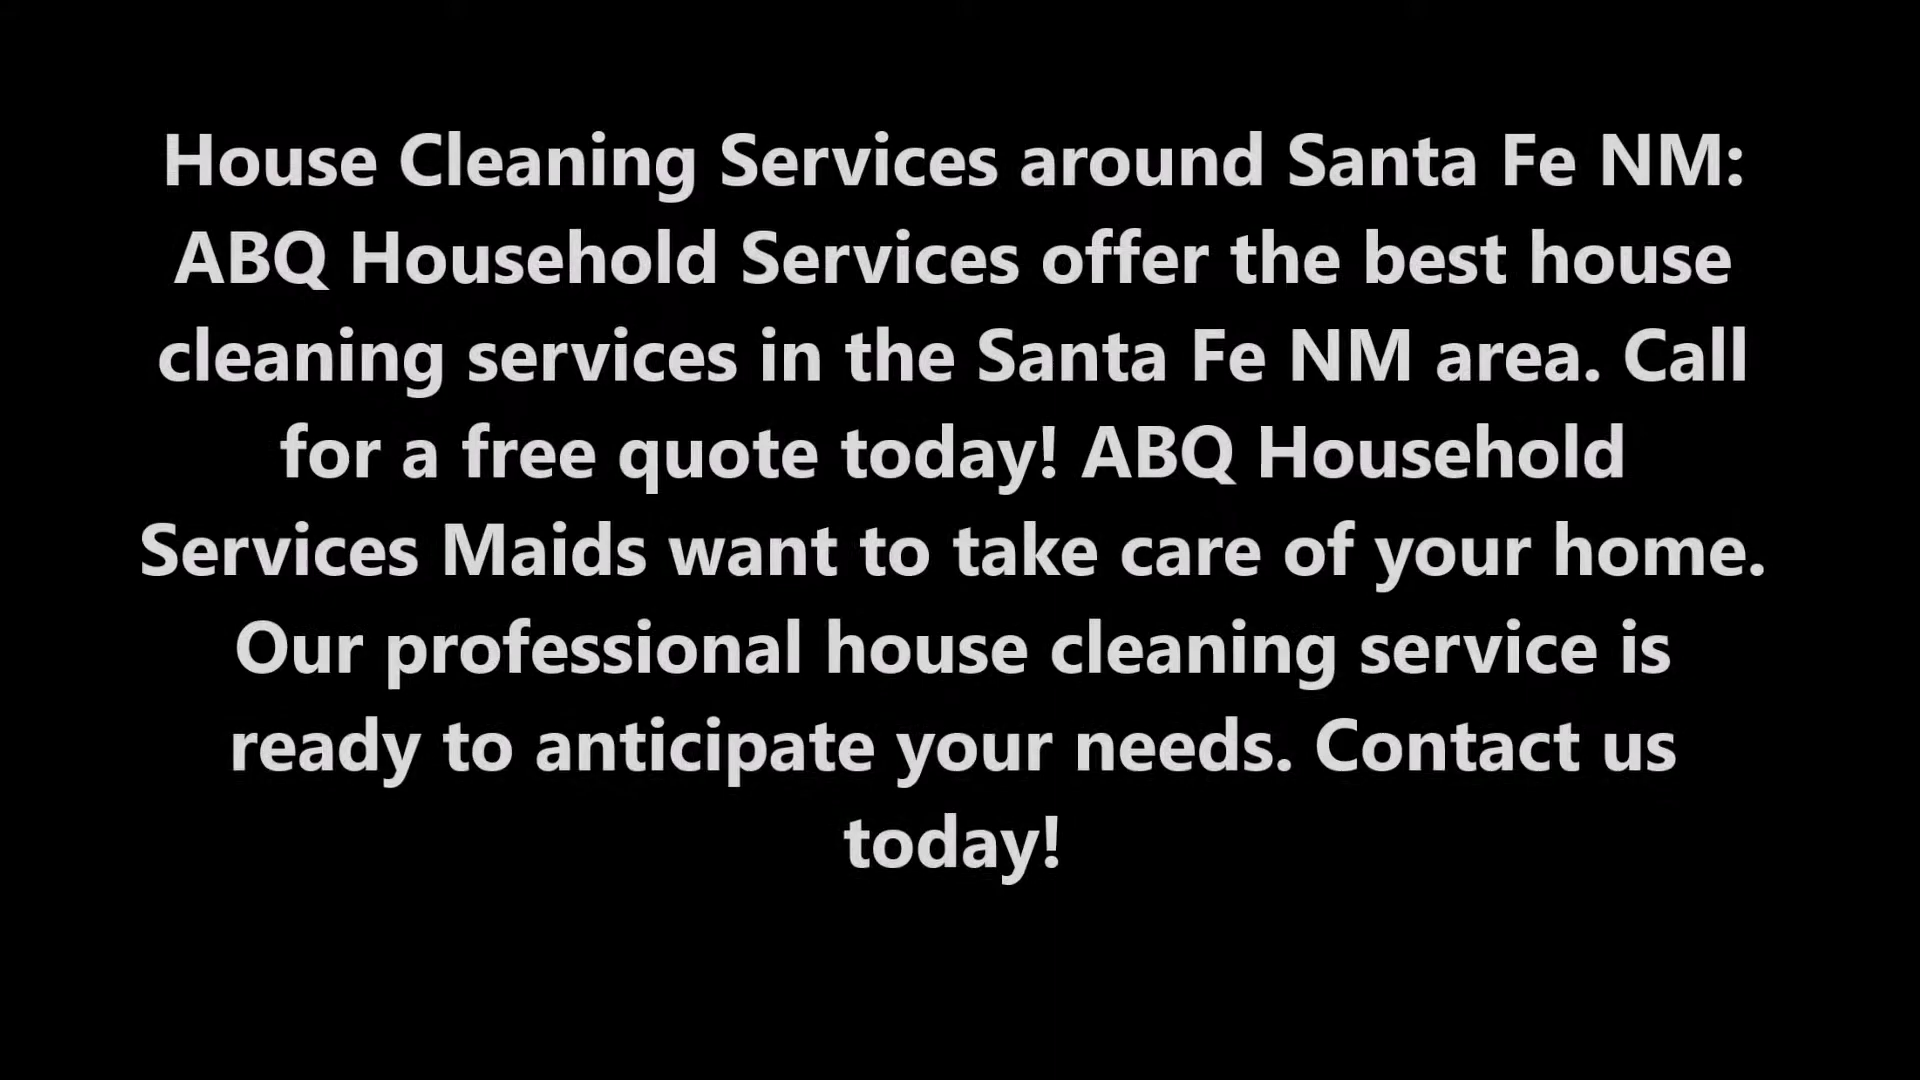 House Cleaning Services around Santa Fe NM:
ABQ Household Services offer the best house
cleaning services in the Santa Fe NM area. Call
for a free quote today! ABQ Household
Services Maids want to take care of your home.
Our professional house cleaning service is
ready to anticipate your needs. Contact us
today!